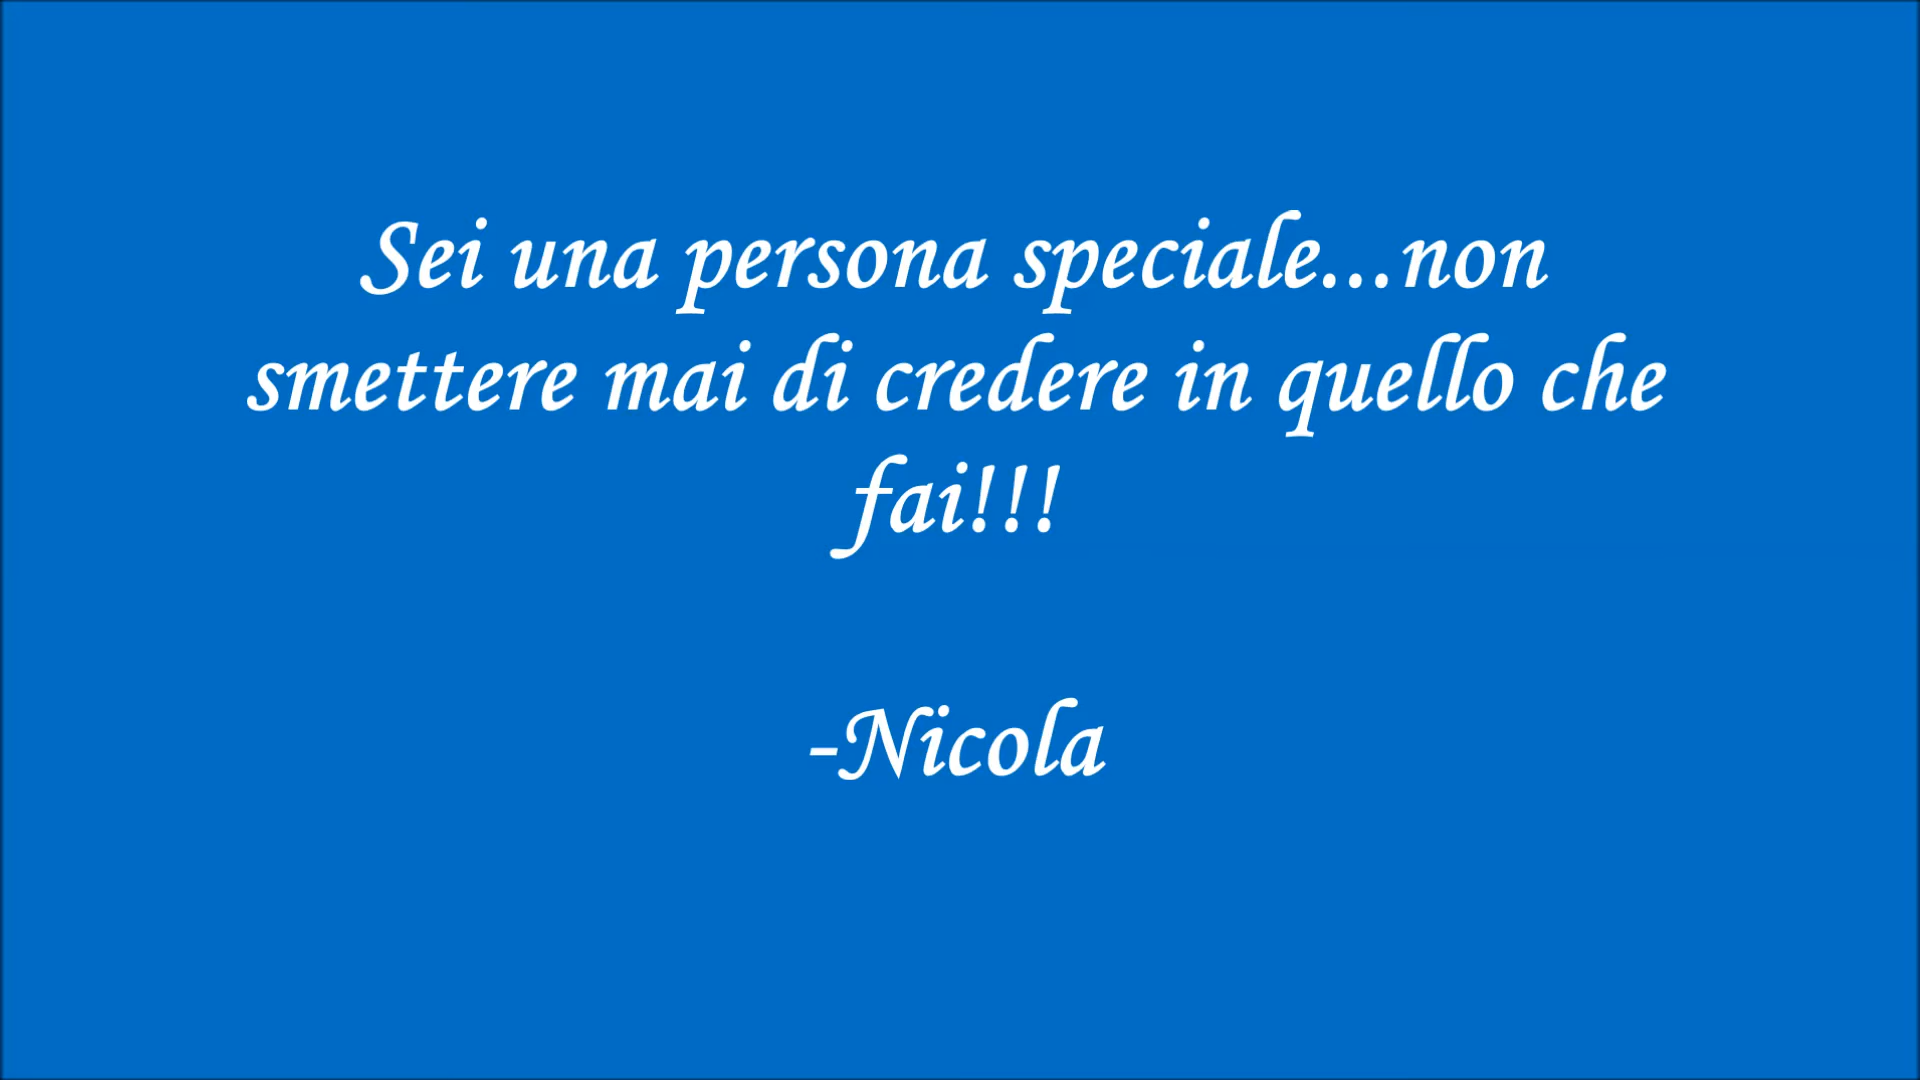 Sei una persona speciale...non
smettere mai di credere in quello che
fai!!!
-Nicola